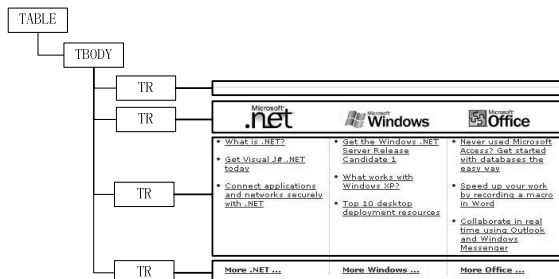 TABLE
TBODY
TR
TR
Microsoft
.net
Microsoft
Windows
Microsoft
Office
TR
• What is .NET?
• Get Visual J# .NET
today
• Connect applications
and networks securely
with .NET
• Get the Windows .NET
Server Release
Candidate 1
• What works with
Windows XP?
• Top 10 desktop
deployment resources
• Never used Microsoft
Access? Get started
with databases the
easy way
• Speed up your work
by recording a macro
in Word
• Collaborate in real
time using Outlook
and Windows
Messenger
TR
More .NET ...
More Windows ...
More Office ...